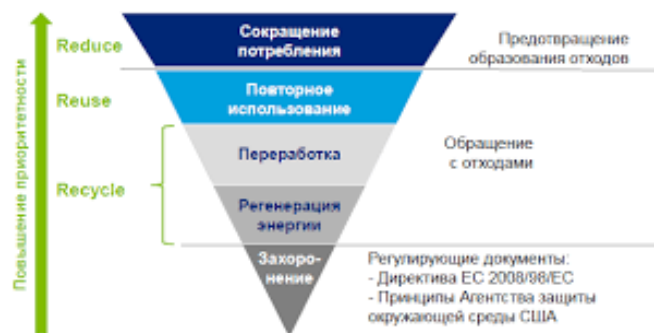 Повышение приоритетности
Reduce
Сокращение
потребления
Предотвращение
образования отходов
Reuse
Повторное
использование
Recycle
Переработка
Обращение
с отходами
Регенерация
энергии
Захоро-
нение
Регулирующие документы:
- Директива ЕС 2008/98/ЕС
- Принципы Агентства защиты
окружающей среды США